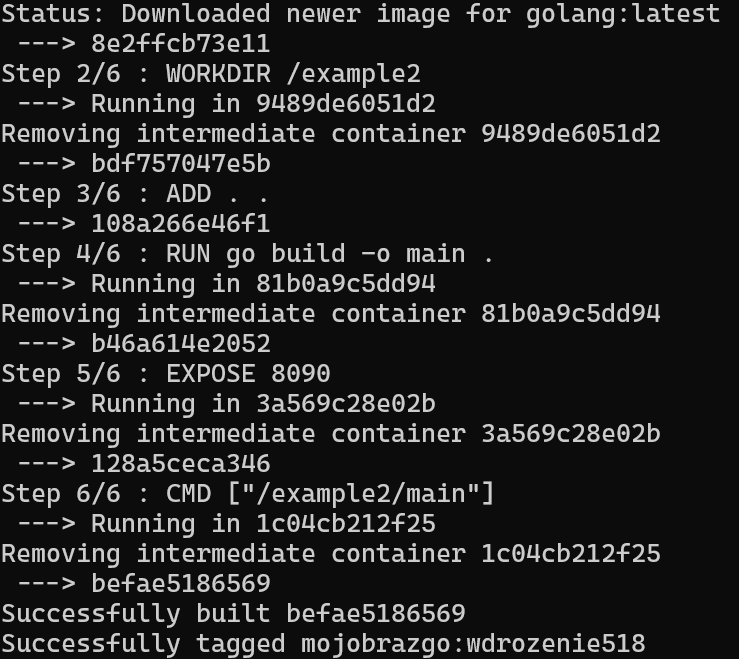 Status: Downloaded newer image for golang:latest
 ---> 8e2ffcb73e11
Step 2/6 : WORKDIR /example2
 ---> Running in 9489de6051d2
Removing intermediate container 9489de6051d2
 ---> bdf757047e5b
Step 3/6 : ADD . .
 ---> 108a266e46f1
Step 4/6 : RUN go build -o main .
 ---> Running in 81b0a9c5dd94
Removing intermediate container 81b0a9c5dd94
 ---> b46a614e2052
Step 5/6 : EXPOSE 8090
 ---> Running in 3a569c28e02b
Removing intermediate container 3a569c28e02b
 ---> 128a5ceca346
Step 6/6 : CMD ["/example2/main"]
 ---> Running in 1c04cb212f25
Removing intermediate container 1c04cb212f25
 ---> befae5186569
Successfully built befae5186569
Successfully tagged mojobrazgo:wdrozenie518